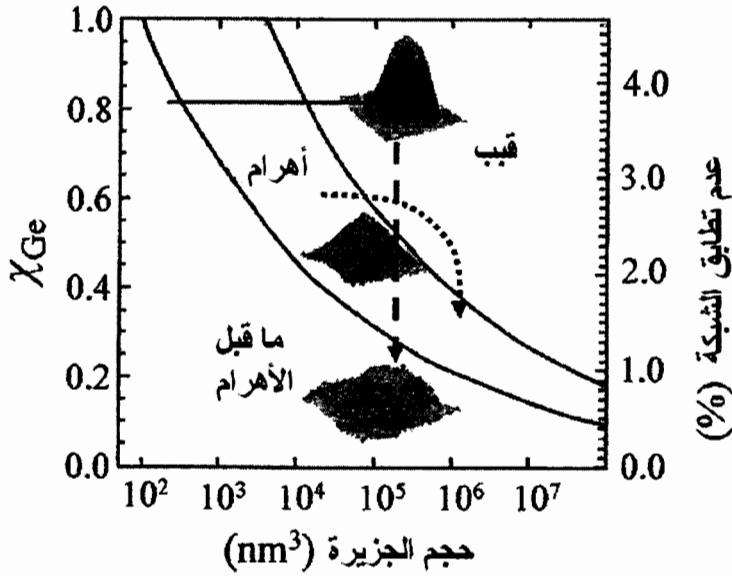 1.0
0.8
0.6
0.4
0.2
0.0
χGe
4.0
3.0
2.0
1.0
0.0
عدم تطابق الشبكة (%)
قبب
أهرام
ما قبل
الأهرام
10² 10³ 10⁴ 10⁵ 10⁶ 10⁷
حجم الجزيرة (nm³)